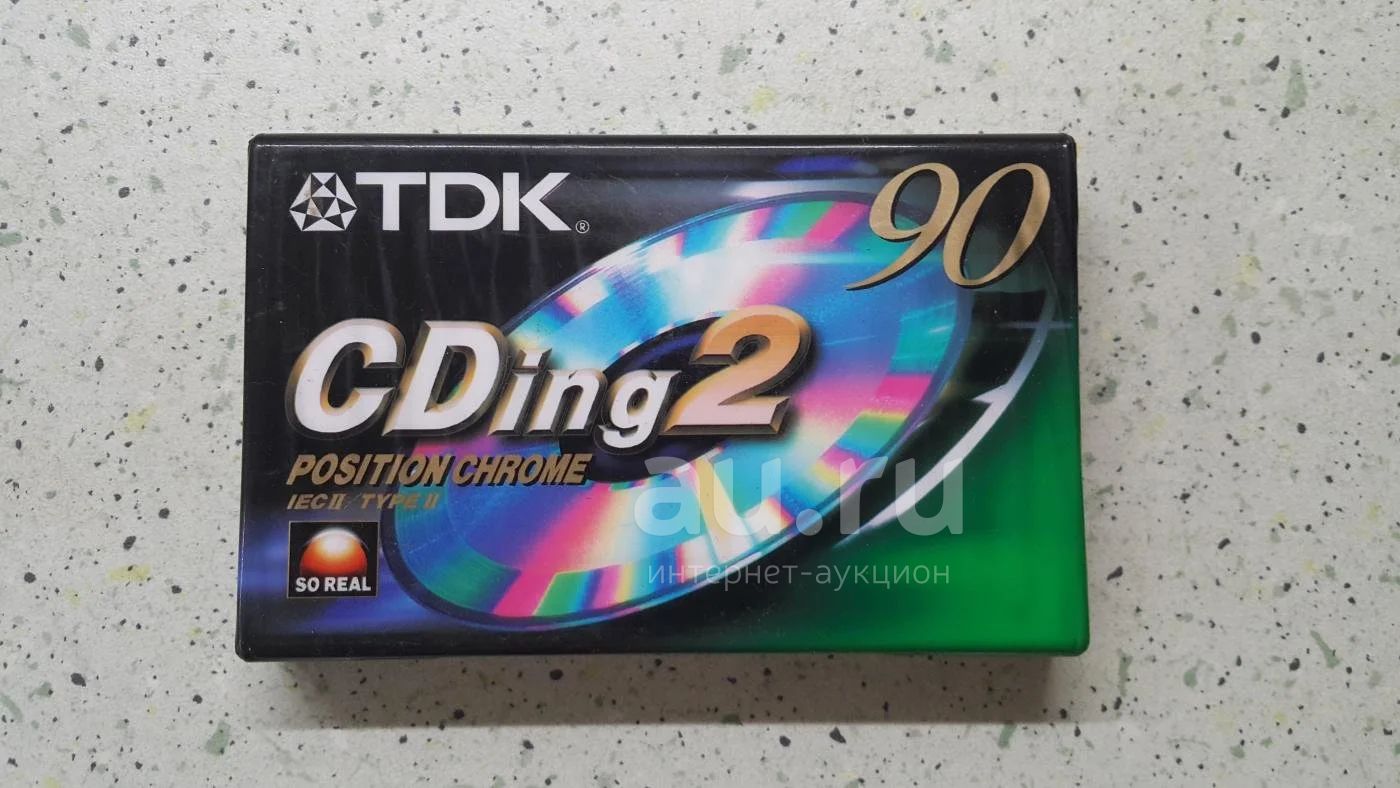 TDK®
90
CDing2
POSITION CHROME
IEC II / TYPE II
SO REAL
au.ru
интернет-аукцион